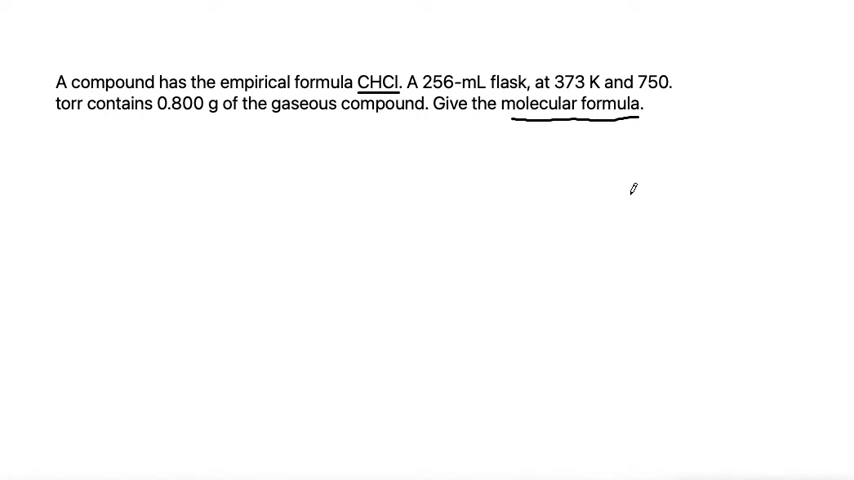 A compound has the empirical formula CHCl. A 256-mL flask, at 373 K and 750.
torr contains 0.800 g of the gaseous compound. Give the molecular formula.